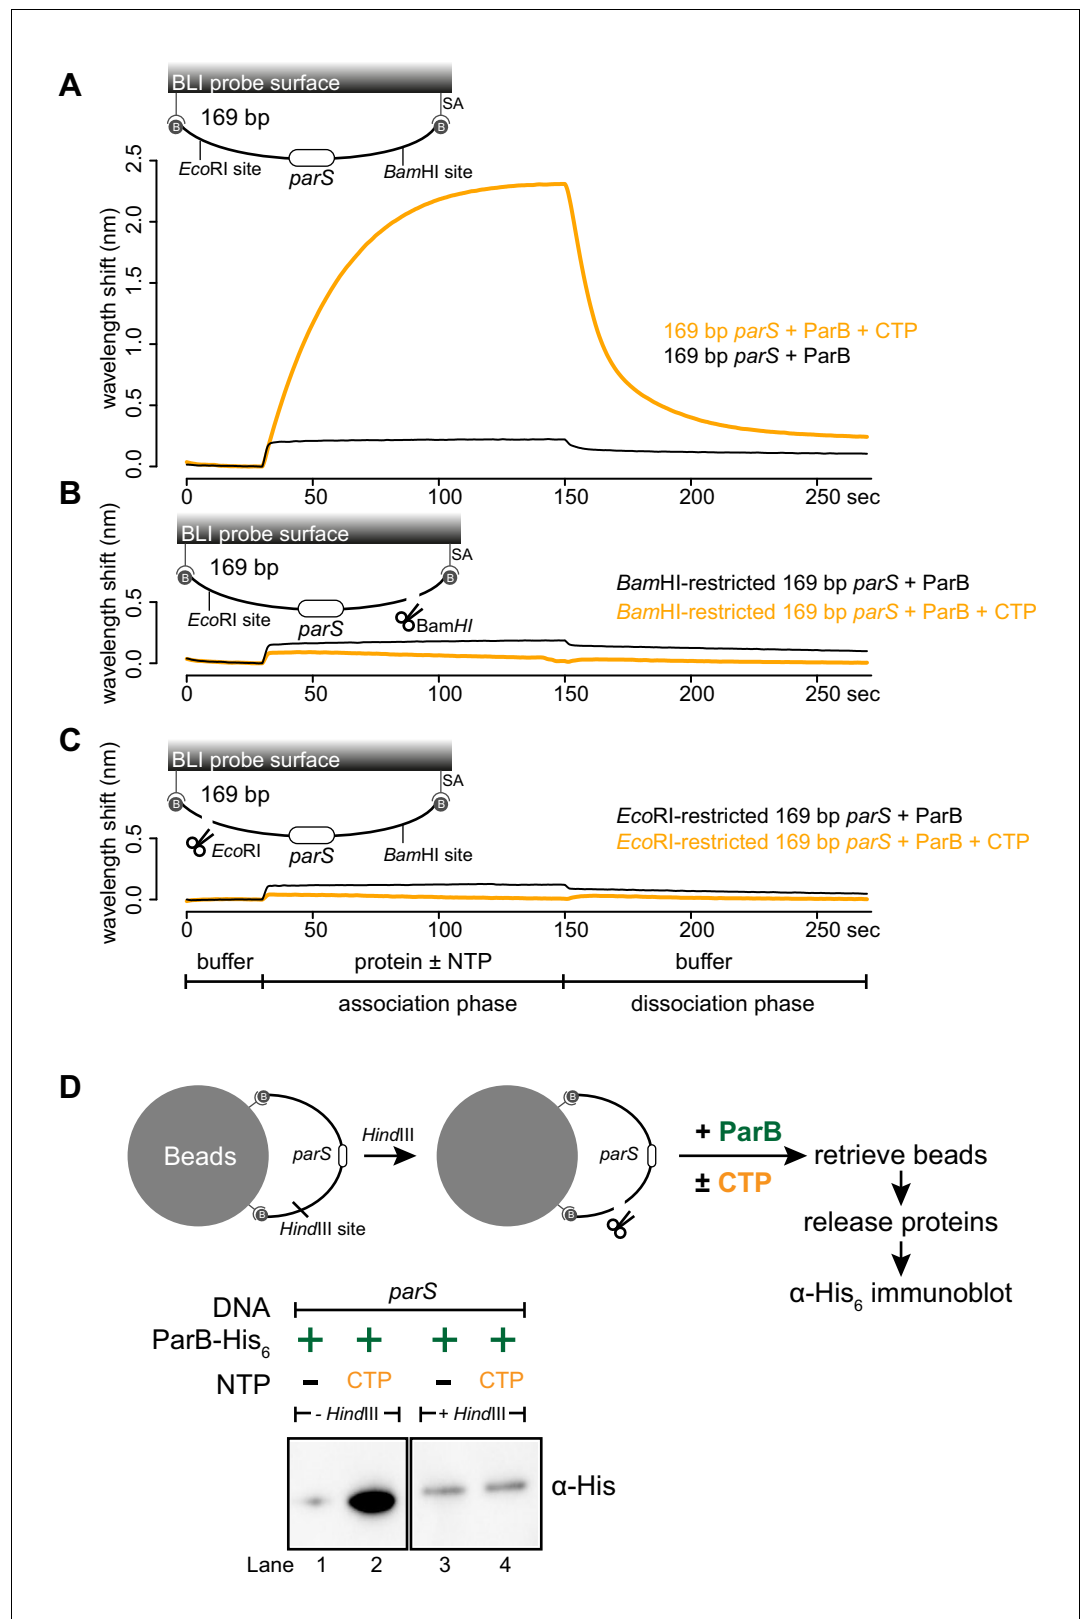 A
BLI probe surface
SA
B
B
169 bp
EcoRI site
parS
BamHI site
wavelength shift (nm)
2.5
2.0
1.5
1.0
0.5
0.0
169 bp parS + ParB + CTP
169 bp parS + ParB
0 50 100 150 200 250 sec
B
BLI probe surface
SA
B
B
169 bp
EcoRI site
parS
BamHI
wavelength shift (nm)
0.5
0.0
BamHI-restricted 169 bp parS + ParB
BamHI-restricted 169 bp parS + ParB + CTP
0 50 100 150 200 250 sec
C
BLI probe surface
SA
B
B
169 bp
EcoRI
parS
BamHI site
wavelength shift (nm)
0.5
0.0
EcoRI-restricted 169 bp parS + ParB
EcoRI-restricted 169 bp parS + ParB + CTP
0 50 100 150 200 250 sec
buffer protein ± NTP buffer
association phase dissociation phase
D
B
B
Beads
parS
HindIII site
HindIII
B
parS
+ ParB
± CTP
retrieve beads
release proteins
α-His6 immunoblot
DNA parS
ParB-His6 + + + +
NTP - CTP - CTP
- HindIII + HindIII
α-His
Lane 1 2 3 4